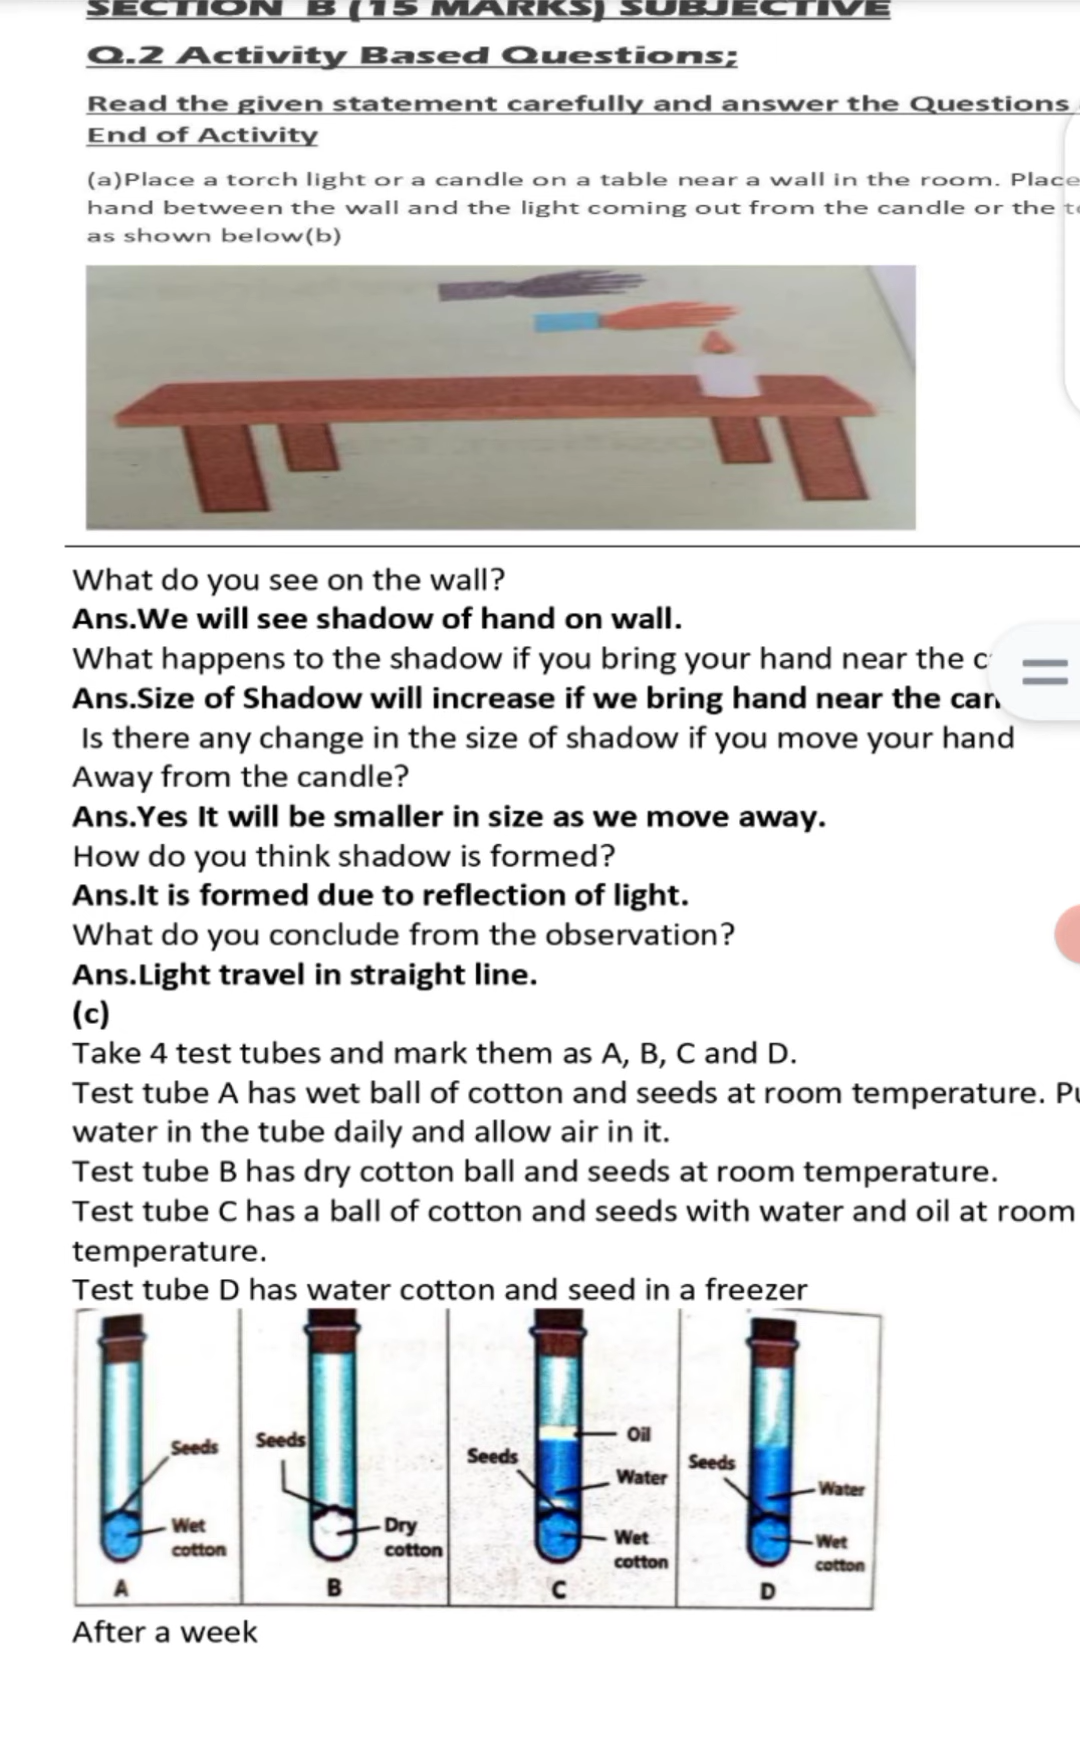 SECTION B (15 MARKS) SUBJECTIVE
Q.2 Activity Based Questions;
Read the given statement carefully and answer the Questions
End of Activity
(a)Place a torch light or a candle on a table near a wall in the room. Place
hand between the wall and the light coming out from the candle or the
as shown below(b)
What do you see on the wall?
Ans.We will see shadow of hand on wall.
What happens to the shadow if you bring your hand near the
Ans.Size of Shadow will increase if we bring hand near the
Is there any change in the size of shadow if you move your hand
Away from the candle?
Ans.Yes It will be smaller in size as we move away.
How do you think shadow is formed?
Ans.It is formed due to reflection of light.
What do you conclude from the observation?
Ans.Light travel in straight line.
(c)
Take 4 test tubes and mark them as A, B, C and D.
Test tube A has wet ball of cotton and seeds at room temperature.
water in the tube daily and allow air in it.
Test tube B has dry cotton ball and seeds at room temperature.
Test tube C has a ball of cotton and seeds with water and oil at room
temperature.
Test tube D has water cotton and seed in a freezer
Seeds
Wet
cotton
A
Seeds
Dry
cotton
B
Seeds
Oil
Water
Wet
cotton
C
Seeds
Water
Wet
cotton
D
After a week